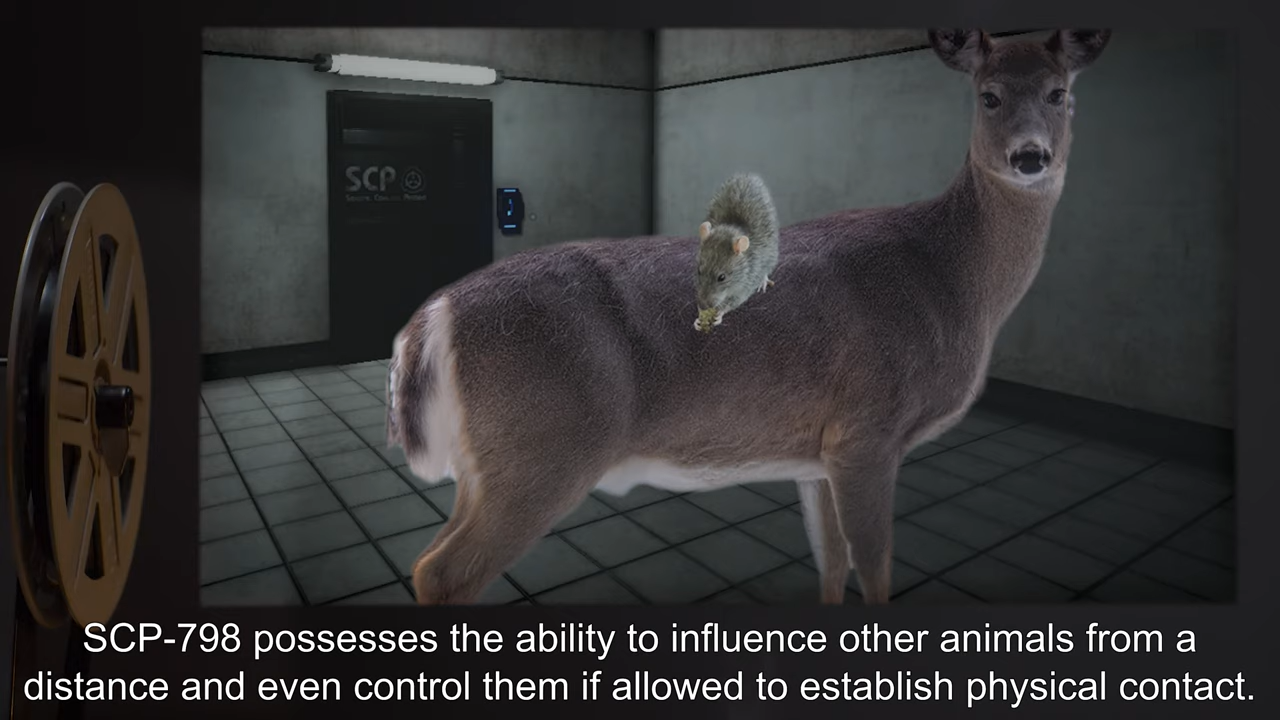 SCP
SCP-798 possesses the ability to influence other animals from a
distance and even control them if allowed to establish physical contact.